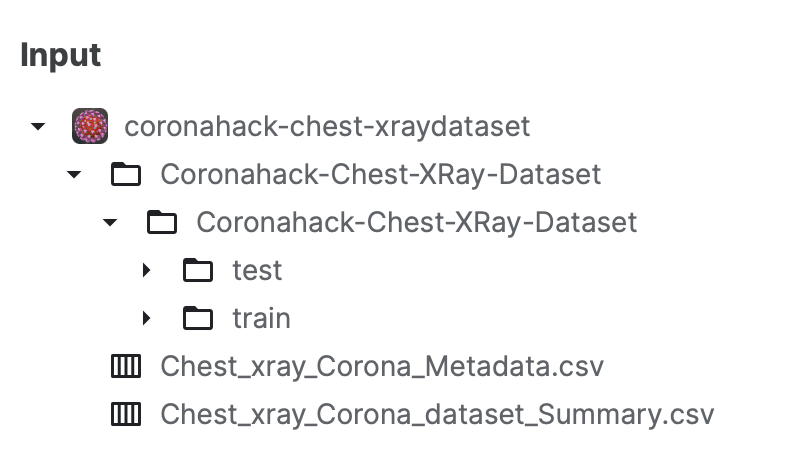 Input
coronahack-chest-xraydataset
Coronahack-Chest-XRay-Dataset
Coronahack-Chest-XRay-Dataset
test
train
Chest_xray_Corona_Metadata.csv
Chest_xray_Corona_dataset_Summary.csv